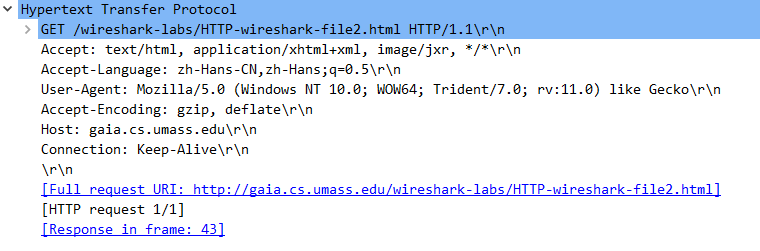 Hypertext Transfer Protocol
GET /wireshark-labs/HTTP-wireshark-file2.html HTTP/1.1\r\n
Accept: text/html, application/xhtml+xml, image/jxr, */*\r\n
Accept-Language: zh-Hans-CN,zh-Hans;q=0.5\r\n
User-Agent: Mozilla/5.0 (Windows NT 10.0; WOW64; Trident/7.0; rv:11.0) like Gecko\r\n
Accept-Encoding: gzip, deflate\r\n
Host: gaia.cs.umass.edu\r\n
Connection: Keep-Alive\r\n
\r\n
[Full request URI: http://gaia.cs.umass.edu/wireshark-labs/HTTP-wireshark-file2.html]
[HTTP request 1/1]
[Response in frame: 43]